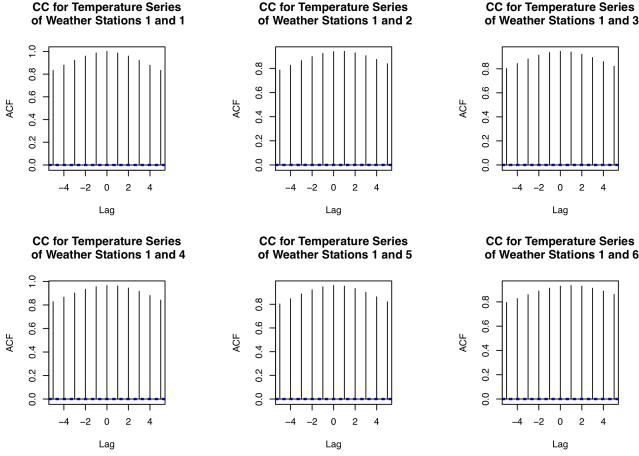 CC for Temperature Series
of Weather Stations 1 and 1
CC for Temperature Series
of Weather Stations 1 and 2
CC for Temperature Series
of Weather Stations 1 and 3
ACF
0.0 0.2 0.4 0.6 0.8 1.0
−4 −2 0 2 4
Lag
ACF
0.0 0.2 0.4 0.6 0.8
−4 −2 0 2 4
Lag
ACF
0.0 0.2 0.4 0.6 0.8
−4 −2 0 2 4
Lag
CC for Temperature Series
of Weather Stations 1 and 4
CC for Temperature Series
of Weather Stations 1 and 5
CC for Temperature Series
of Weather Stations 1 and 6
ACF
0.0 0.2 0.4 0.6 0.8 1.0
−4 −2 0 2 4
Lag
ACF
0.0 0.2 0.4 0.6 0.8
−4 −2 0 2 4
Lag
ACF
0.0 0.2 0.4 0.6 0.8
−4 −2 0 2 4
Lag